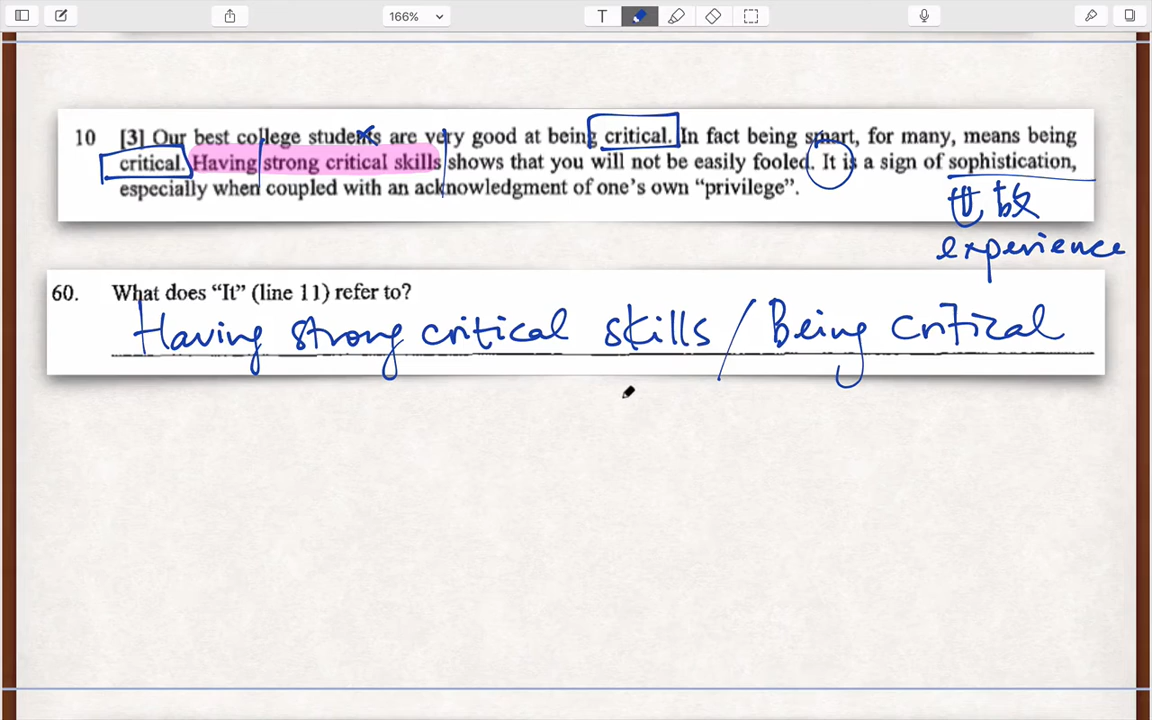 166%
T
10 [3] Our best college students are very good at being critical. In fact being smart, for many, means being
critical. Having strong critical skills shows that you will not be easily fooled. It is a sign of sophistication,
especially when coupled with an acknowledgment of one's own “privilege”.
世故
experience
60. What does “It” (line 11) refer to?
Having strong critical skills / Being critical